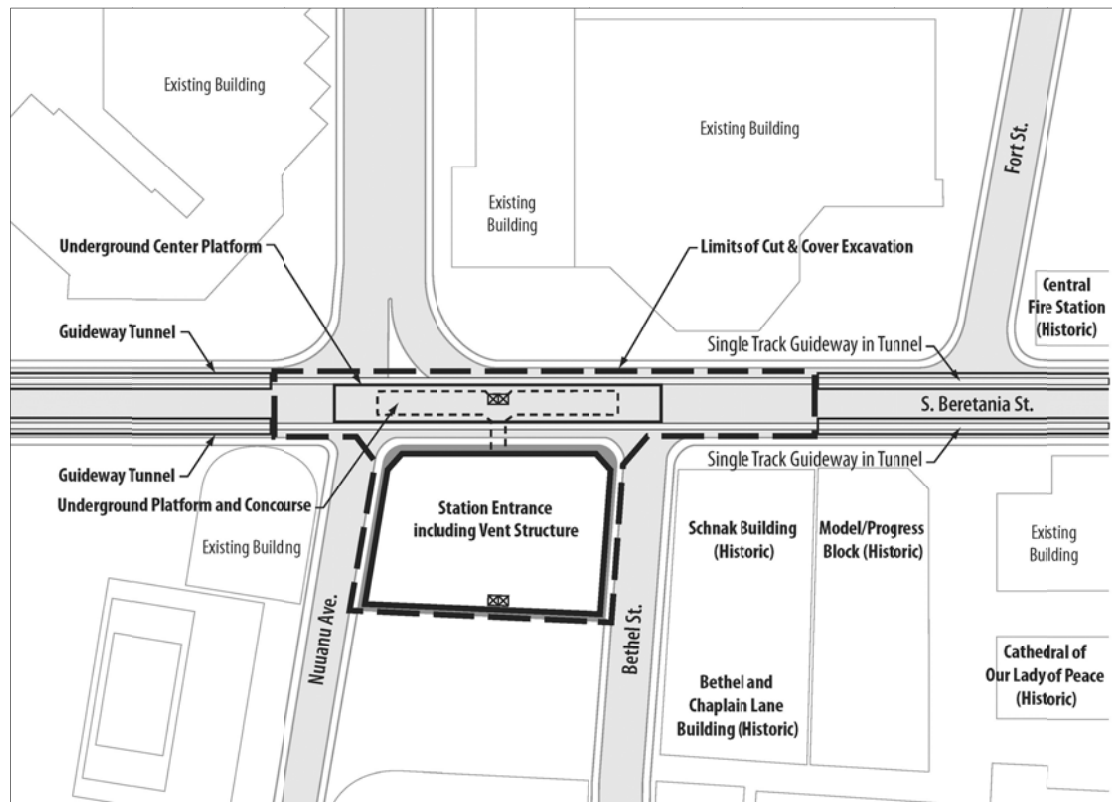 Existing Building
Existing Building
Fort St.
Existing
Building
Underground Center Platform
Limits of Cut & Cover Excavation
Central
Fire Station
(Historic)
Guideway Tunnel
Single Track Guideway in Tunnel
S. Beretania St.
Guideway Tunnel
Single Track Guideway in Tunnel
Underground Platform and Concourse
Station Entrance
including Vent Structure
Schnak Building
(Historic)
Model/Progress
Block (Historic)
Existing
Building
Existing Building
Nuuanu Ave.
Bethel St.
Bethel and
Chaplain Lane
Building (Historic)
Cathedral of
Our Lady of Peace
(Historic)